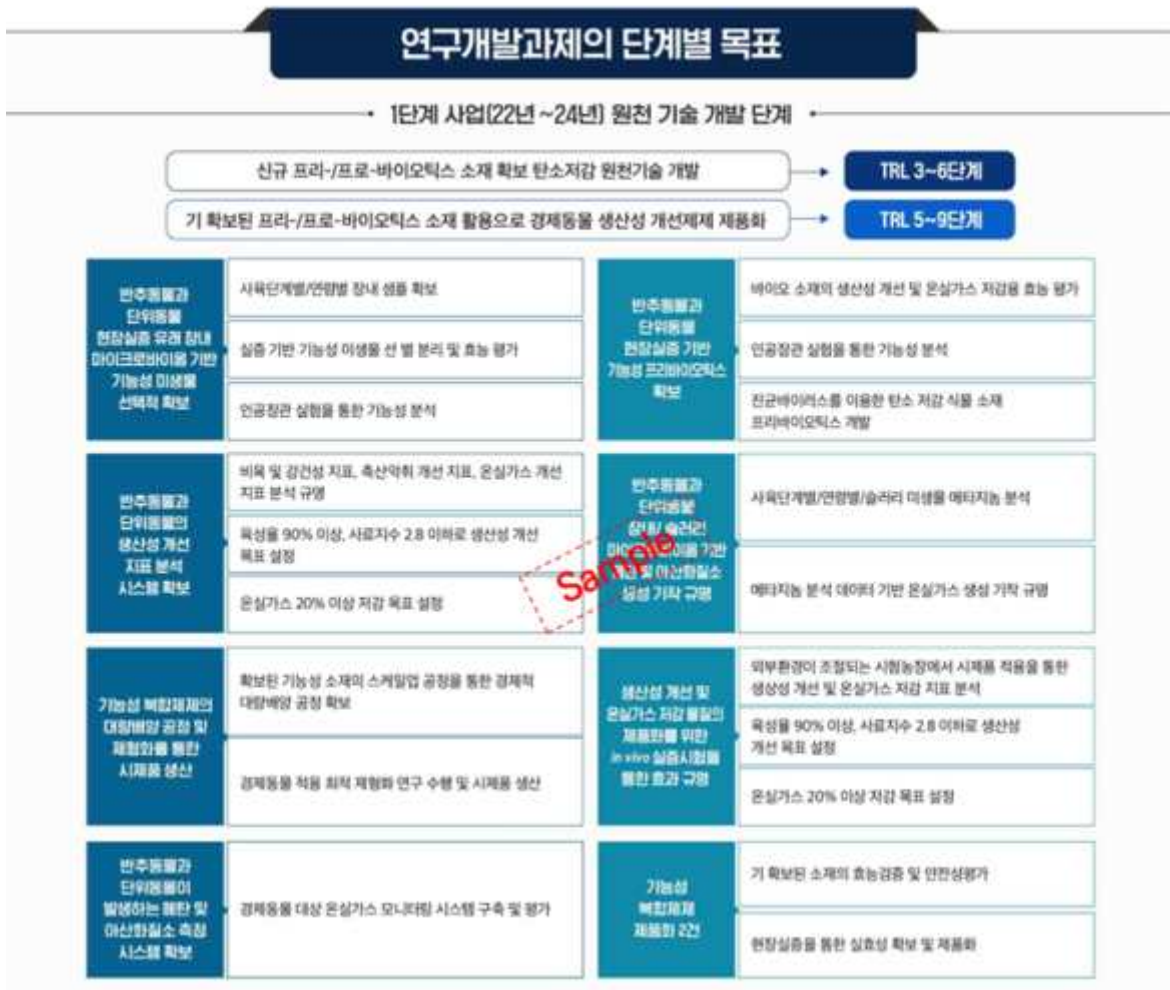 연구개발과제의 단계별 목표
1단계 사업(22년 ~24년) 원천 기술 개발 단계
신규 프리-/프로-바이오틱스 소재 확보 탄소저감 원천기술 개발
TRL 3~6단계
기 확보된 프리-/프로-바이오틱스 소재 활용으로 경제동물 생산성 개선제제 제품화
TRL 5~9단계
반추동물과
단위동물
현장실증 유래 장내
마이크로바이옴 기반
기능성 미생물
선택적 확보
사육단계별/연령별 장내 샘플 확보
실증 기반 기능성 미생물 선 별 분리 및 효능 평가
인공장관 실험을 통한 기능성 분석
반추동물과
단위동물
현장실증 기반
기능성 프리바이오틱스
확보
바이오 소재의 생산성 개선 및 온실가스 저감용 효능 평가
인공장관 실험을 통한 기능성 분석
진균바이러스를 이용한 탄소 저감 식물 소재
프리바이오틱스 개발
반추동물과
단위동물의
생산성 개선
지표 분석
시스템 확보
비육 및 강건성 지표, 축산악취 개선 지표, 온실가스 개선
지표 분석 규명
육성율 90% 이상, 사료지수 2.8 이하로 생산성 개선
목표 설정
온실가스 20% 이상 저감 목표 설정
반추동물과
단위동물
장내/ 슬러리
마이크로바이옴 기반
및 아산화질소
생성 기작 규명
Sample
사육단계별/연령별/슬러리 미생물 메타지놈 분석
메타지놈 분석 데이터 기반 온실가스 생성 기작 규명
기능성 복합제제의
대량배양 공정 및
제형화를 통한
시제품 생산
확보된 기능성 소재의 스케일업 공정을 통한 경제적
대량배양 공정 확보
경제동물 적용 최적 제형화 연구 수행 및 시제품 생산
생산성 개선 및
온실가스 저감 물질의
제품화를 위한
in vivo 실증시험을
통한 효과 규명
외부환경이 조절되는 시험농장에서 시제품 적용을 통한
생상성 개선 및 온실가스 저감 지표 분석
육성율 90% 이상, 사료지수 2.8 이하로 생산성
개선 목표 설정
온실가스 20% 이상 저감 목표 설정
반추동물과
단위동물이
발생하는 메탄 및
아산화질소 측정
시스템 확보
경제동물 대상 온실가스 모니터링 시스템 구축 및 평가
기능성
복합제제
제품화 2건
기 확보된 소재의 효능검증 및 안전성평가
현장실증을 통한 실효성 확보 및 제품화